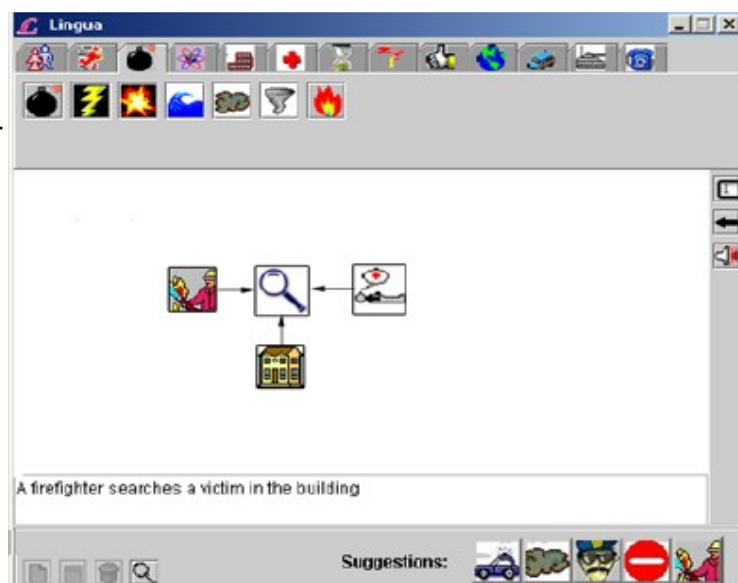 Lingua
A firefighter searches a victim in the building
Suggestions: